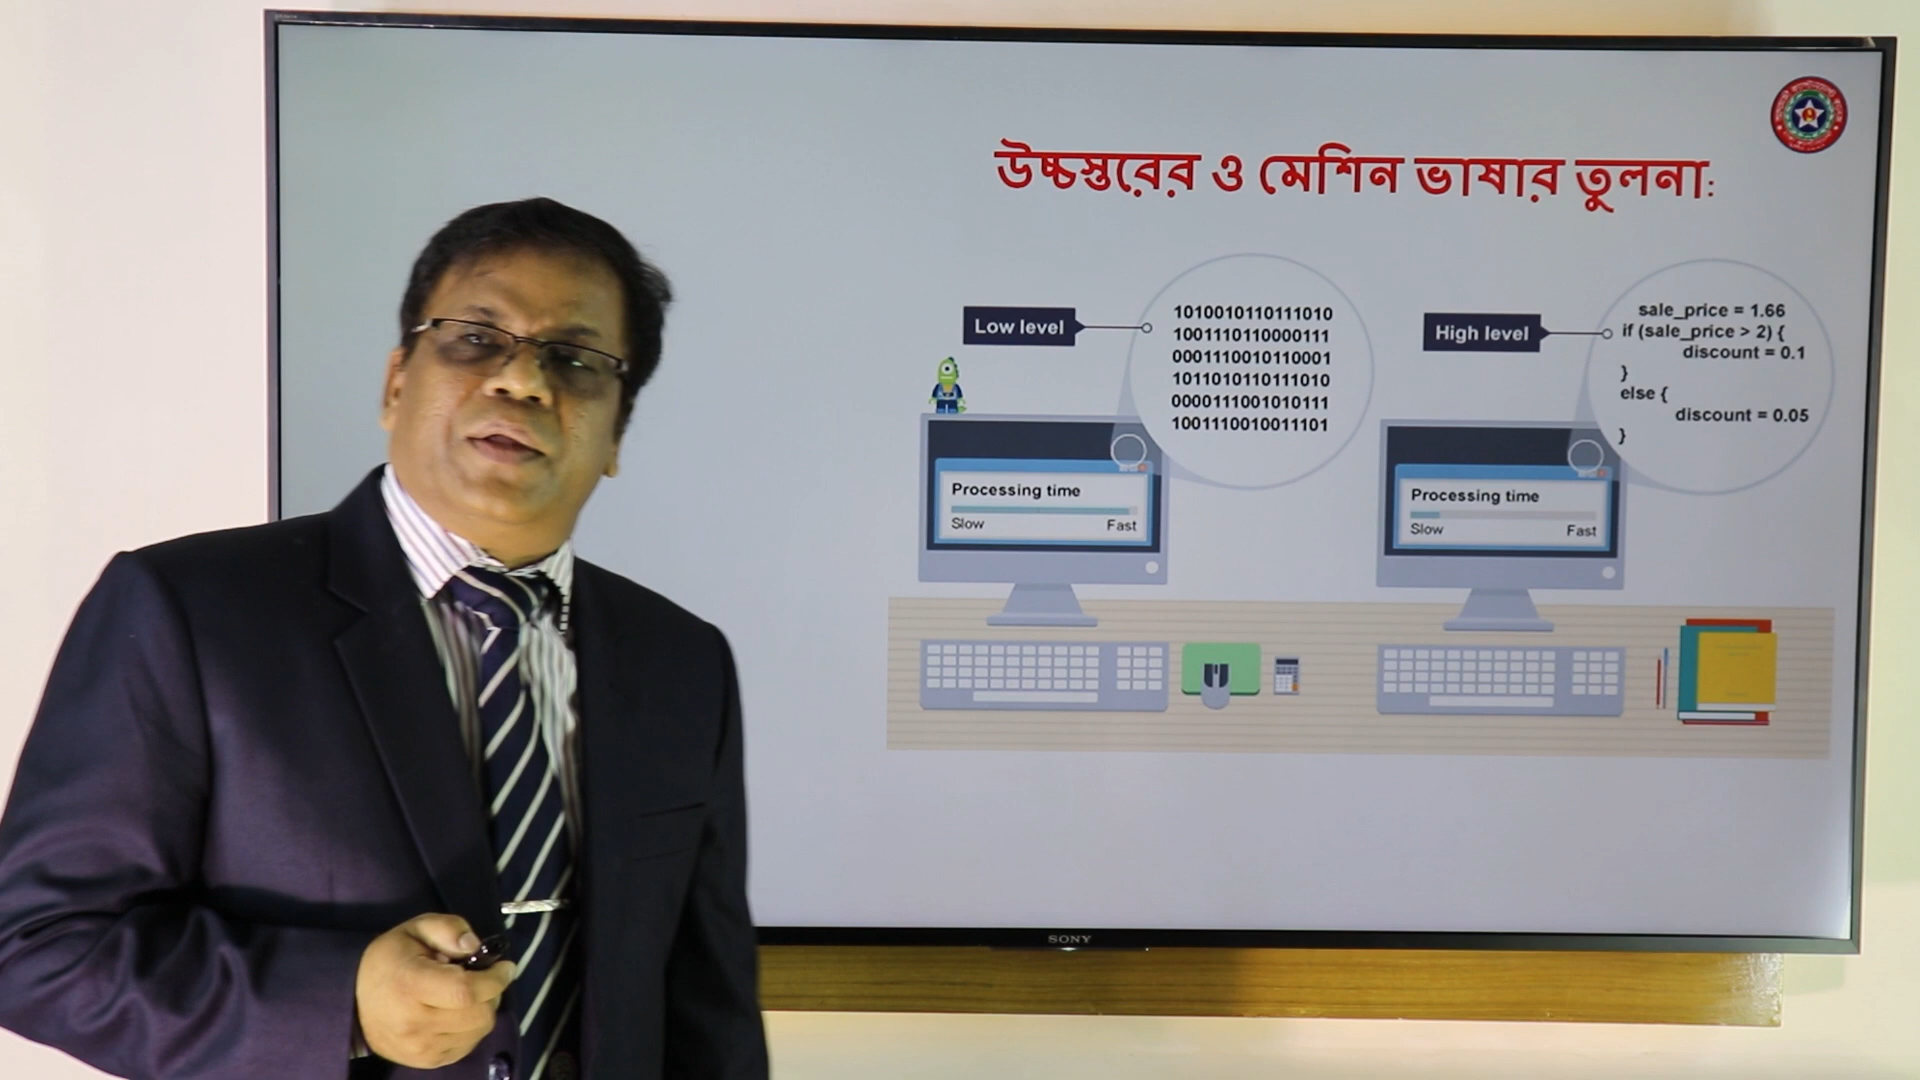 উচ্চস্তরের ও মেশিন ভাষার তুলনা:
Low level
1010010110111010
1001110110000111
0001110010110001
1011010110111010
0000111001010111
1001110010011101
Processing time
Slow Fast
High level
sale_price = 1.66
if (sale_price > 2) {
discount = 0.1
}
else {
discount = 0.05
}
Processing time
Slow Fast
SONY